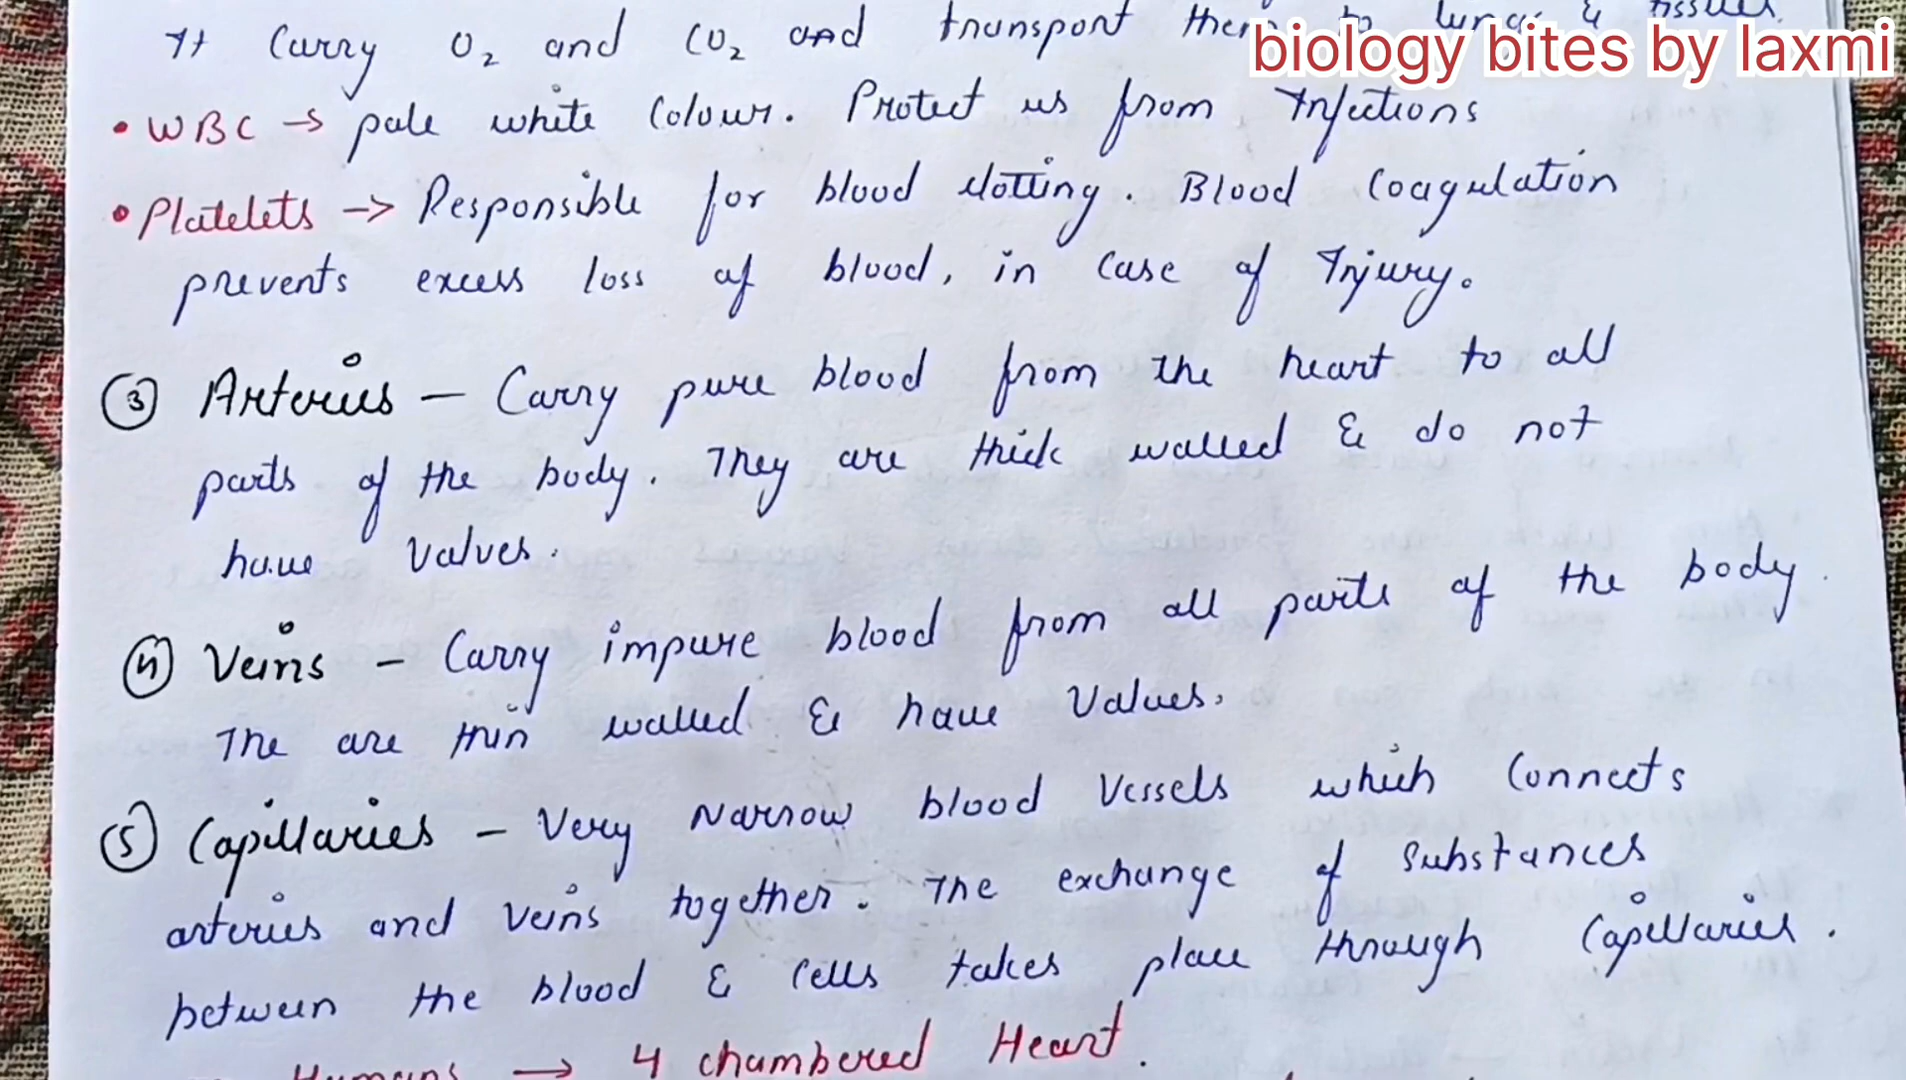 It Carry O₂ and CO₂ and transport them to lungs & tissues.
biology bites by laxmi
• WBC → pale white Colour. Protect us from Infections
• Platelets → Responsible for blood clotting. Blood Coagulation
prevents excess loss of blood, in Case of Injury.
③ Arteries – Carry pure blood from the heart to all
parts of the body. They are thick walled & do not
have Valves.
④ Veins – Carry impure blood from all parts of the body.
The are thin walled & have Valves.
⑤ Capillaries – Very Narrow blood Vessels which Connects
arteries and Veins together. The exchange of Substances
between the blood & Cells takes place through Capillaries.
Humans → 4 chambered Heart.